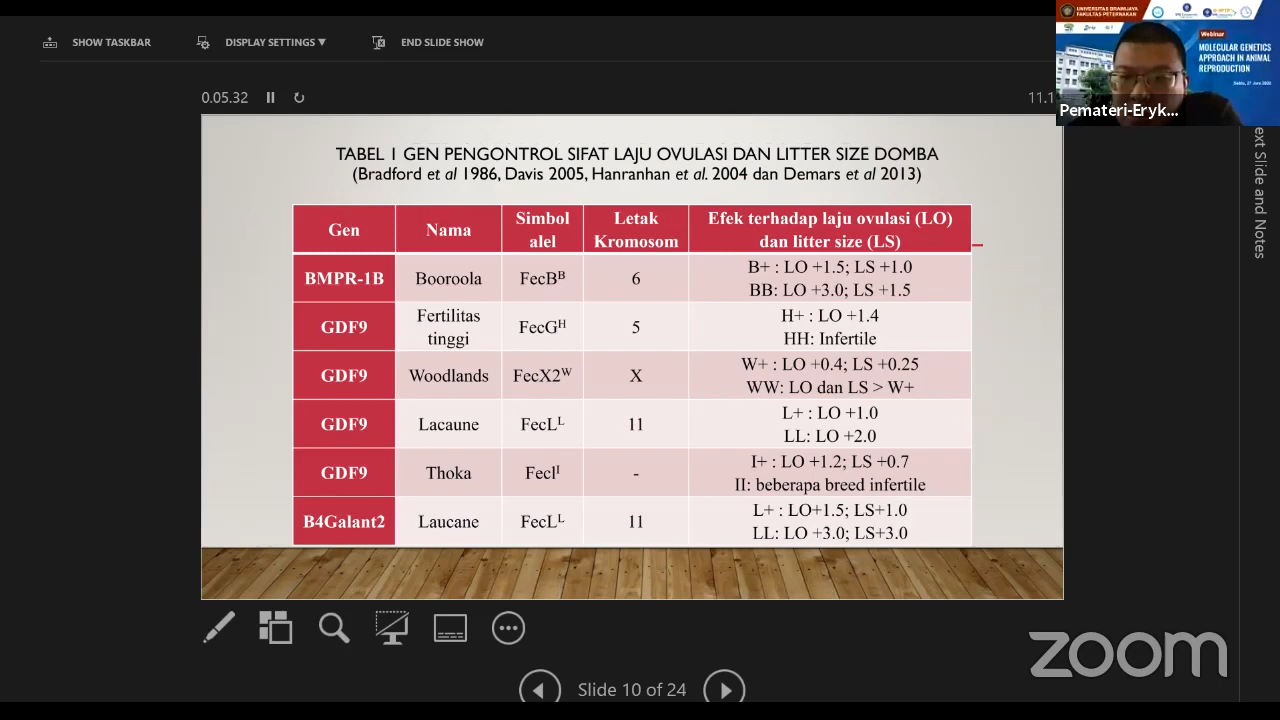 UNIVERSITAS BRAWIJAYA
FAKULTAS PETERNAKAN
Webinar
MOLECULAR GENETICS
APPROACH IN ANIMAL
REPRODUCTION
Pemateri-Eryk...
SHOW TASKBAR
DISPLAY SETTINGS ▼
END SLIDE SHOW
0.05.32
11.1
ext Slide and Notes
TABEL 1 GEN PENGONTROL SIFAT LAJU OVULASI DAN LITTER SIZE DOMBA
(Bradford et al 1986, Davis 2005, Hanranhan et al. 2004 dan Demars et al 2013)
Gen Nama Simbol alel Letak Kromosom Efek terhadap laju ovulasi (LO) dan litter size (LS)
BMPR-1B Booroola FecBᴮ 6 B+ : LO +1.5; LS +1.0
BB: LO +3.0; LS +1.5
GDF9 Fertilitas tinggi FecGᴴ 5 H+ : LO +1.4
HH: Infertile
GDF9 Woodlands FecX2ᵂ X W+ : LO +0.4; LS +0.25
WW: LO dan LS > W+
GDF9 Lacaune FecLᴸ 11 L+ : LO +1.0
LL: LO +2.0
GDF9 Thoka FecIᴵ - I+ : LO +1.2; LS +0.7
II: beberapa breed infertile
B4Galant2 Laucane FecLᴸ 11 L+ : LO+1.5; LS+1.0
LL: LO +3.0; LS+3.0
Slide 10 of 24
zoom